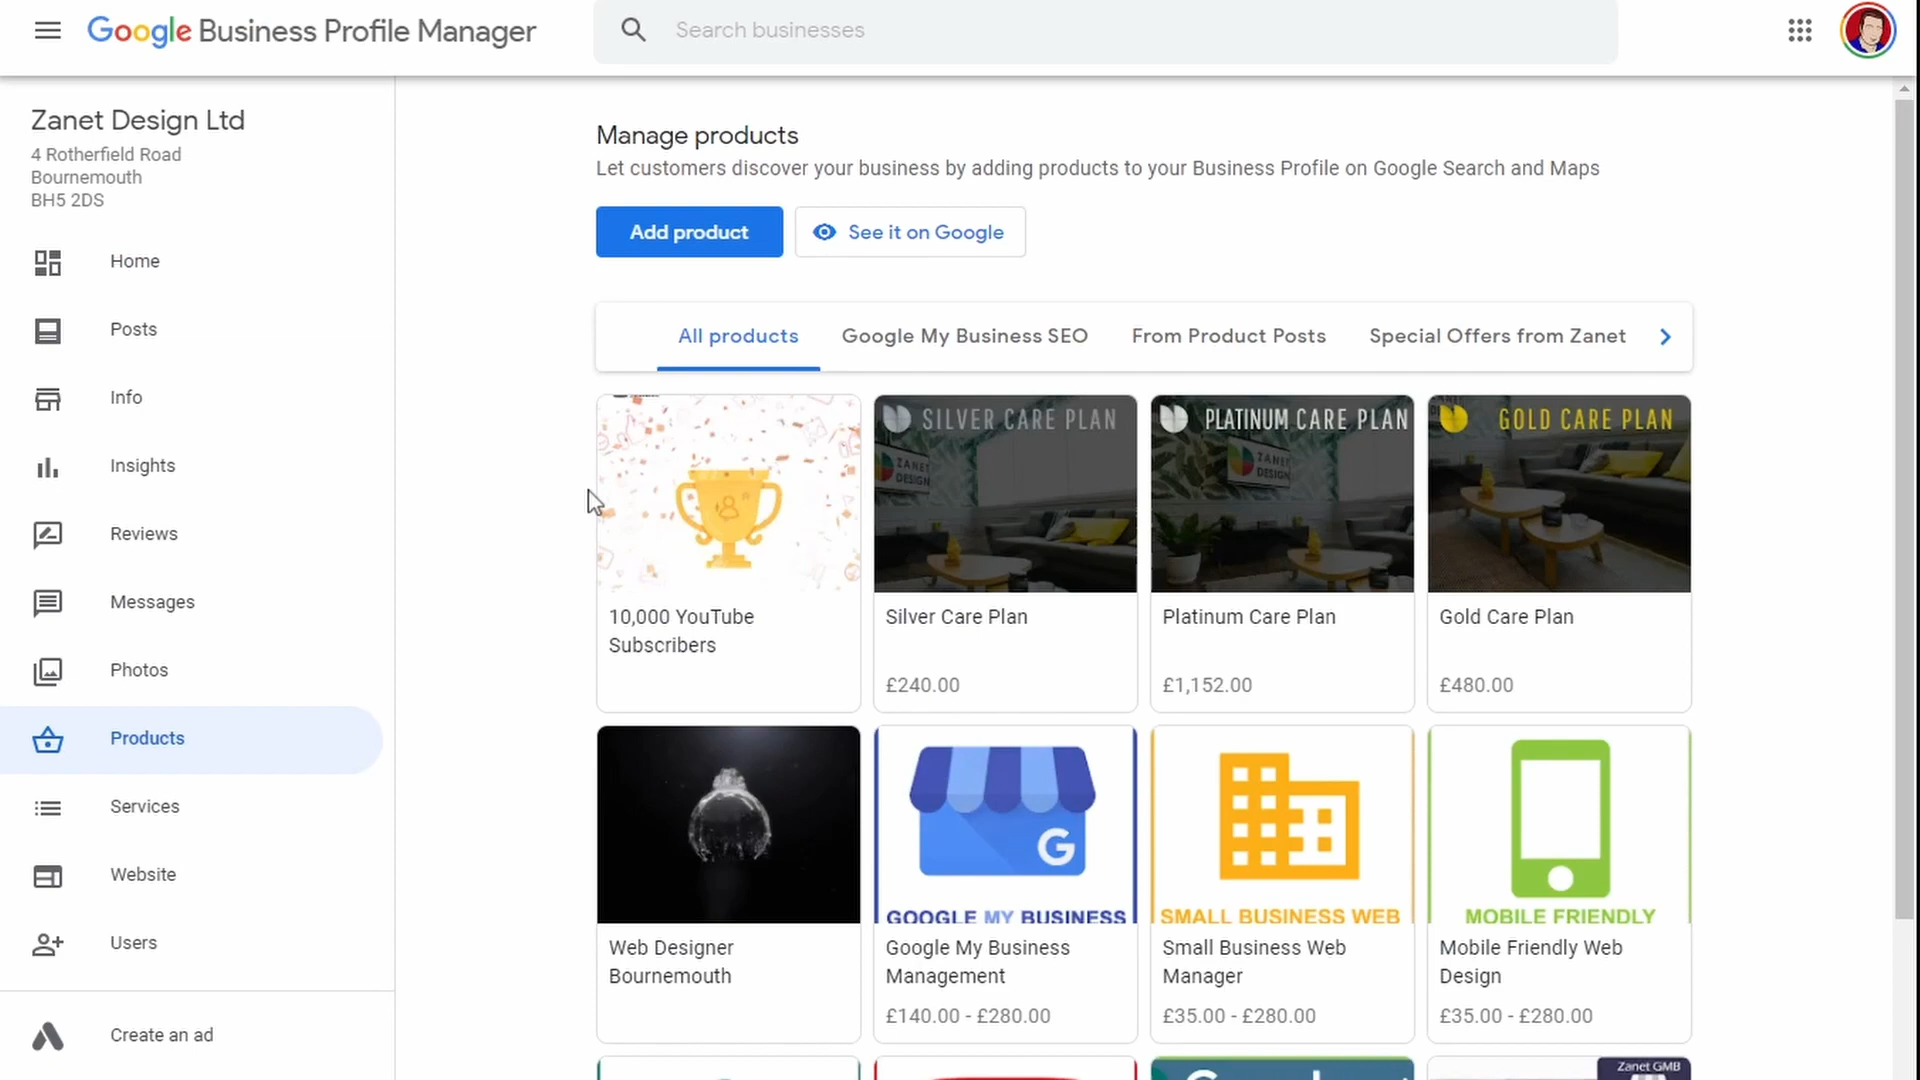 Google Business Profile Manager
Search businesses
Zanet Design Ltd
4 Rotherfield Road
Bournemouth
BH5 2DS
Home
Posts
Info
Insights
Reviews
Messages
Photos
Products
Services
Website
Users
Create an ad
Manage products
Let customers discover your business by adding products to your Business Profile on Google Search and Maps
Add product
See it on Google
All products
Google My Business SEO
From Product Posts
Special Offers from Zanet
10,000 YouTube
Subscribers
SILVER CARE PLAN
ZANET
DESIGN
Silver Care Plan
£240.00
PLATINUM CARE PLAN
ZANET
DESIGN
Platinum Care Plan
£1,152.00
GOLD CARE PLAN
Gold Care Plan
£480.00
Web Designer
Bournemouth
G
GOOGLE MY BUSINESS
Google My Business
Management
£140.00 - £280.00
SMALL BUSINESS WEB
Small Business Web
Manager
£35.00 - £280.00
MOBILE FRIENDLY
Mobile Friendly Web
Design
£35.00 - £280.00
Zanet GMB